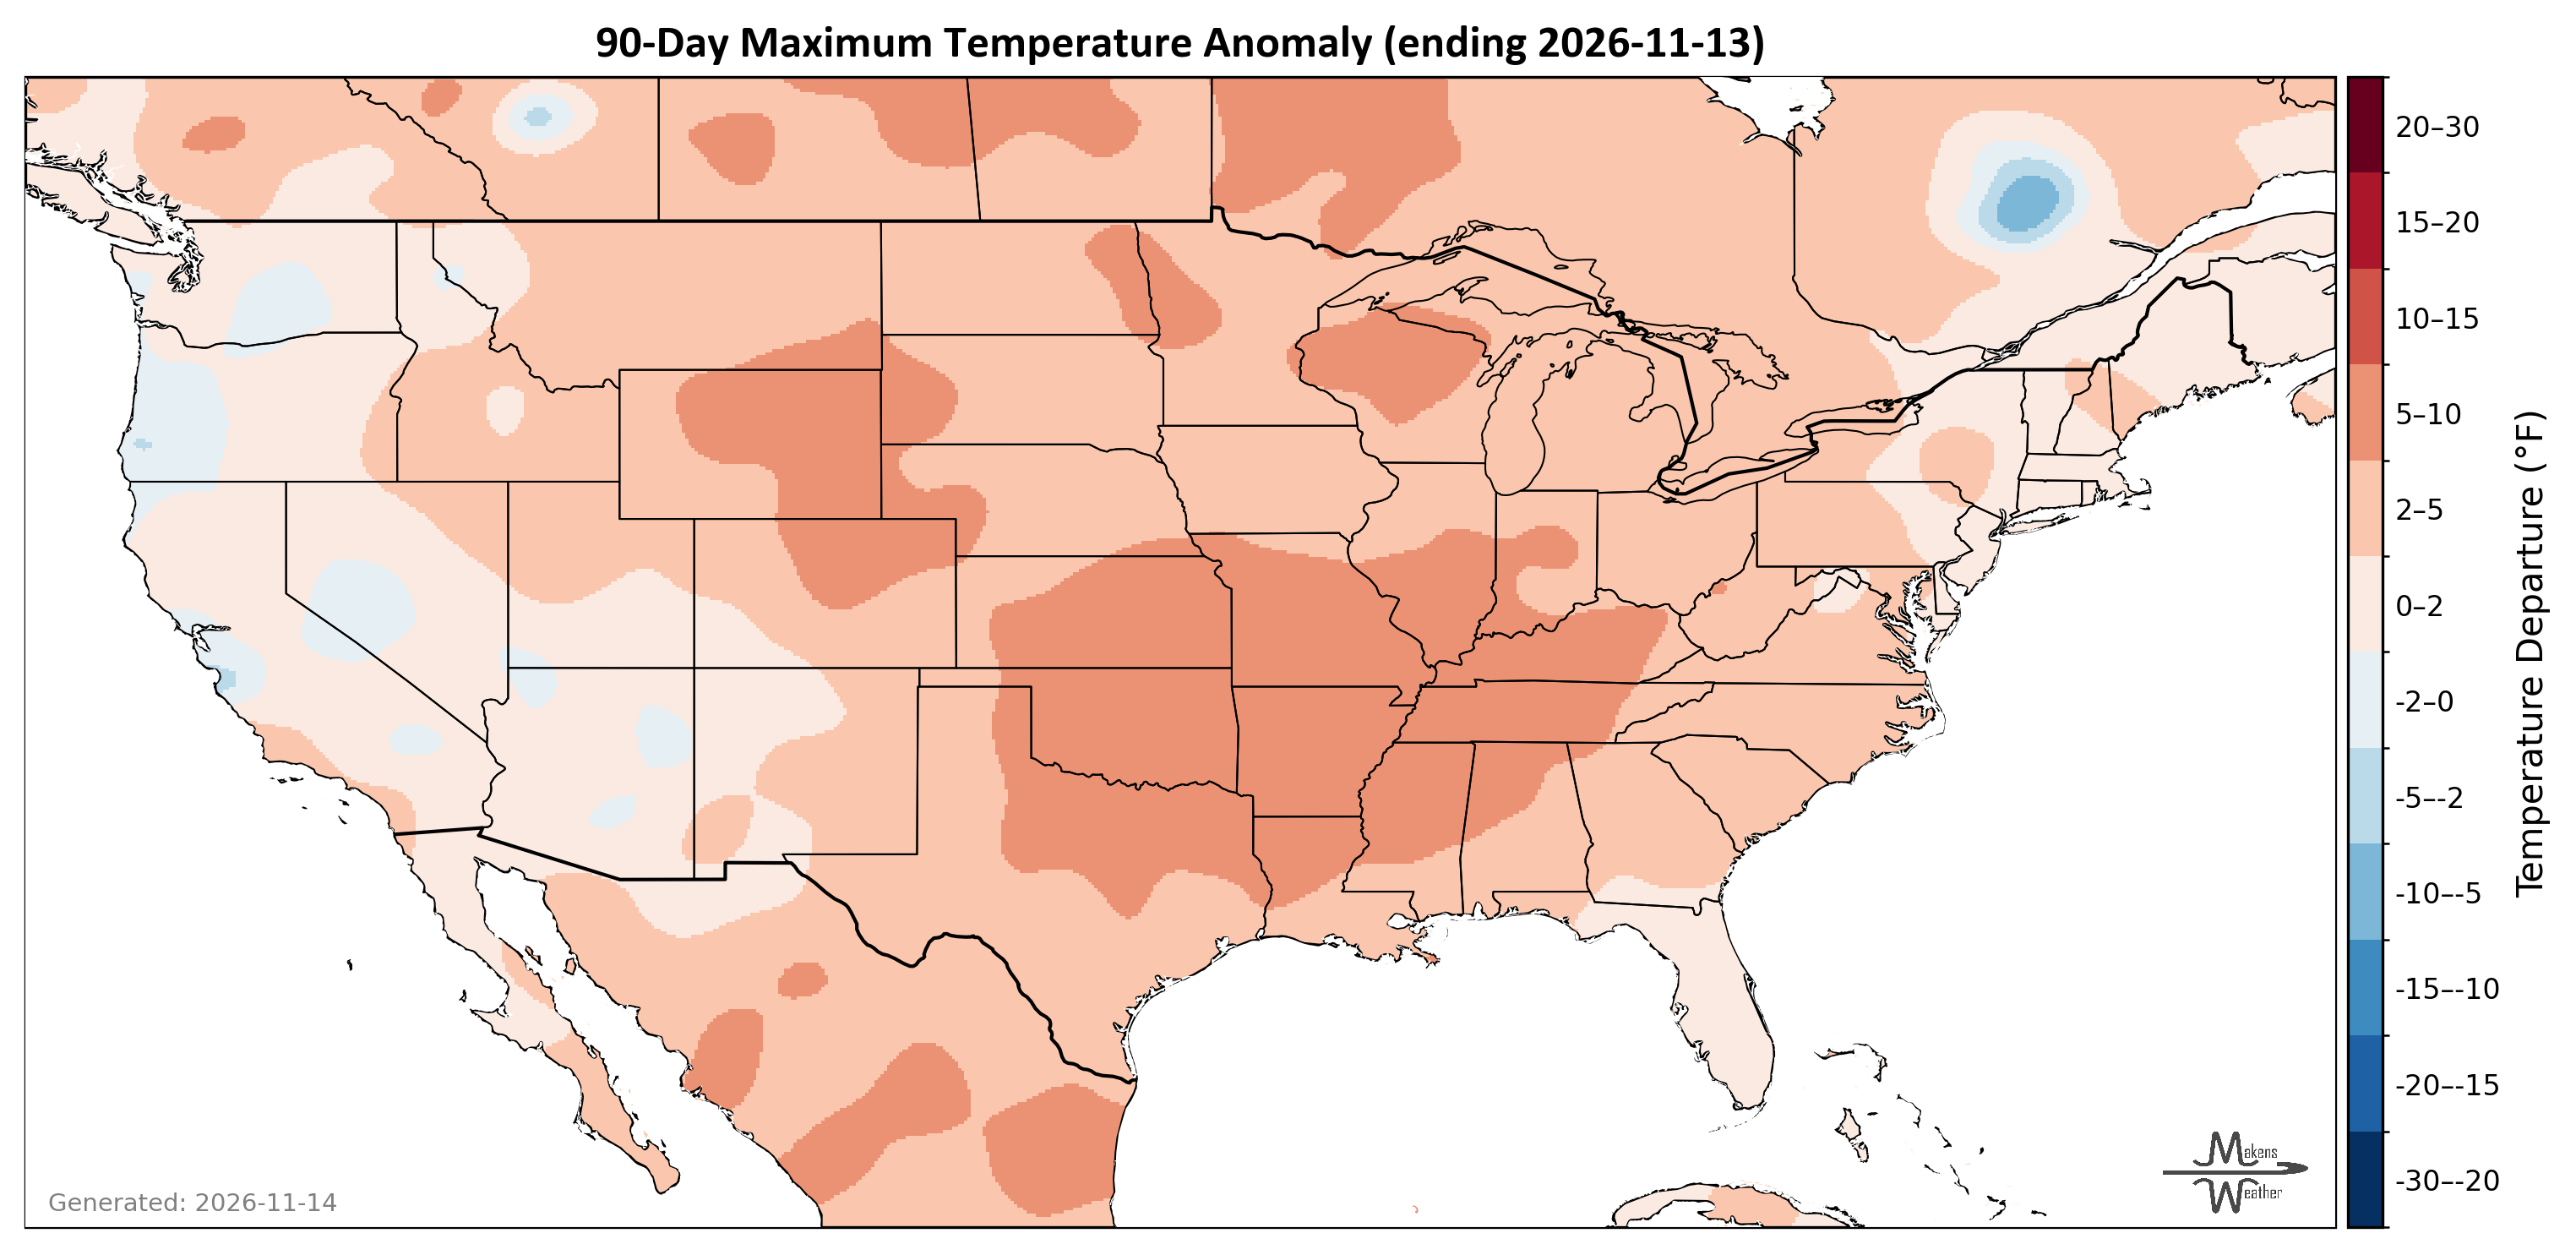 90-Day Maximum Temperature Anomaly (ending 2026-11-13)
20–30
15–20
10–15
5–10
2–5
0–2
-2–0
-5–-2
-10–-5
-15–-10
-20–-15
-30–-20
Temperature Departure (°F)
Generated: 2026-11-14
Makens
Weather